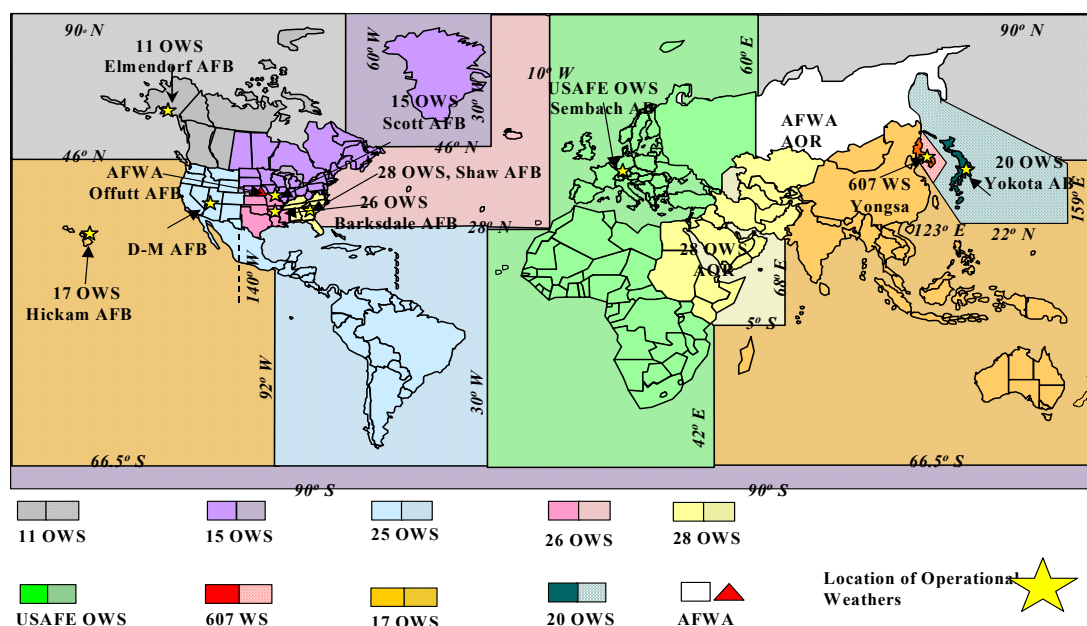 90o N
11 OWS
Elmendorf AFB
60o W
30o W
15 OWS
Scott AFB
10o W
USAFE OWS
Sembach AB
60o E
90o N
AFWA
AOR
46o N
46o N
AFWA
Offutt AFB
28 OWS, Shaw AFB
26 OWS
Barksdale AFB
28o N
D-M AFB
17 OWS
Hickam AFB
140o W
28 OWS
AOR
68o E
5o S
607 WS
Yongsa
123o E
20 OWS
Yokota AB
159o E
22o N
92o W
30o W
42o E
66.5o S
66.5o S
90o S
90o S
11 OWS
15 OWS
25 OWS
26 OWS
28 OWS
USAFE OWS
607 WS
17 OWS
20 OWS
AFWA
Location of Operational
Weathers